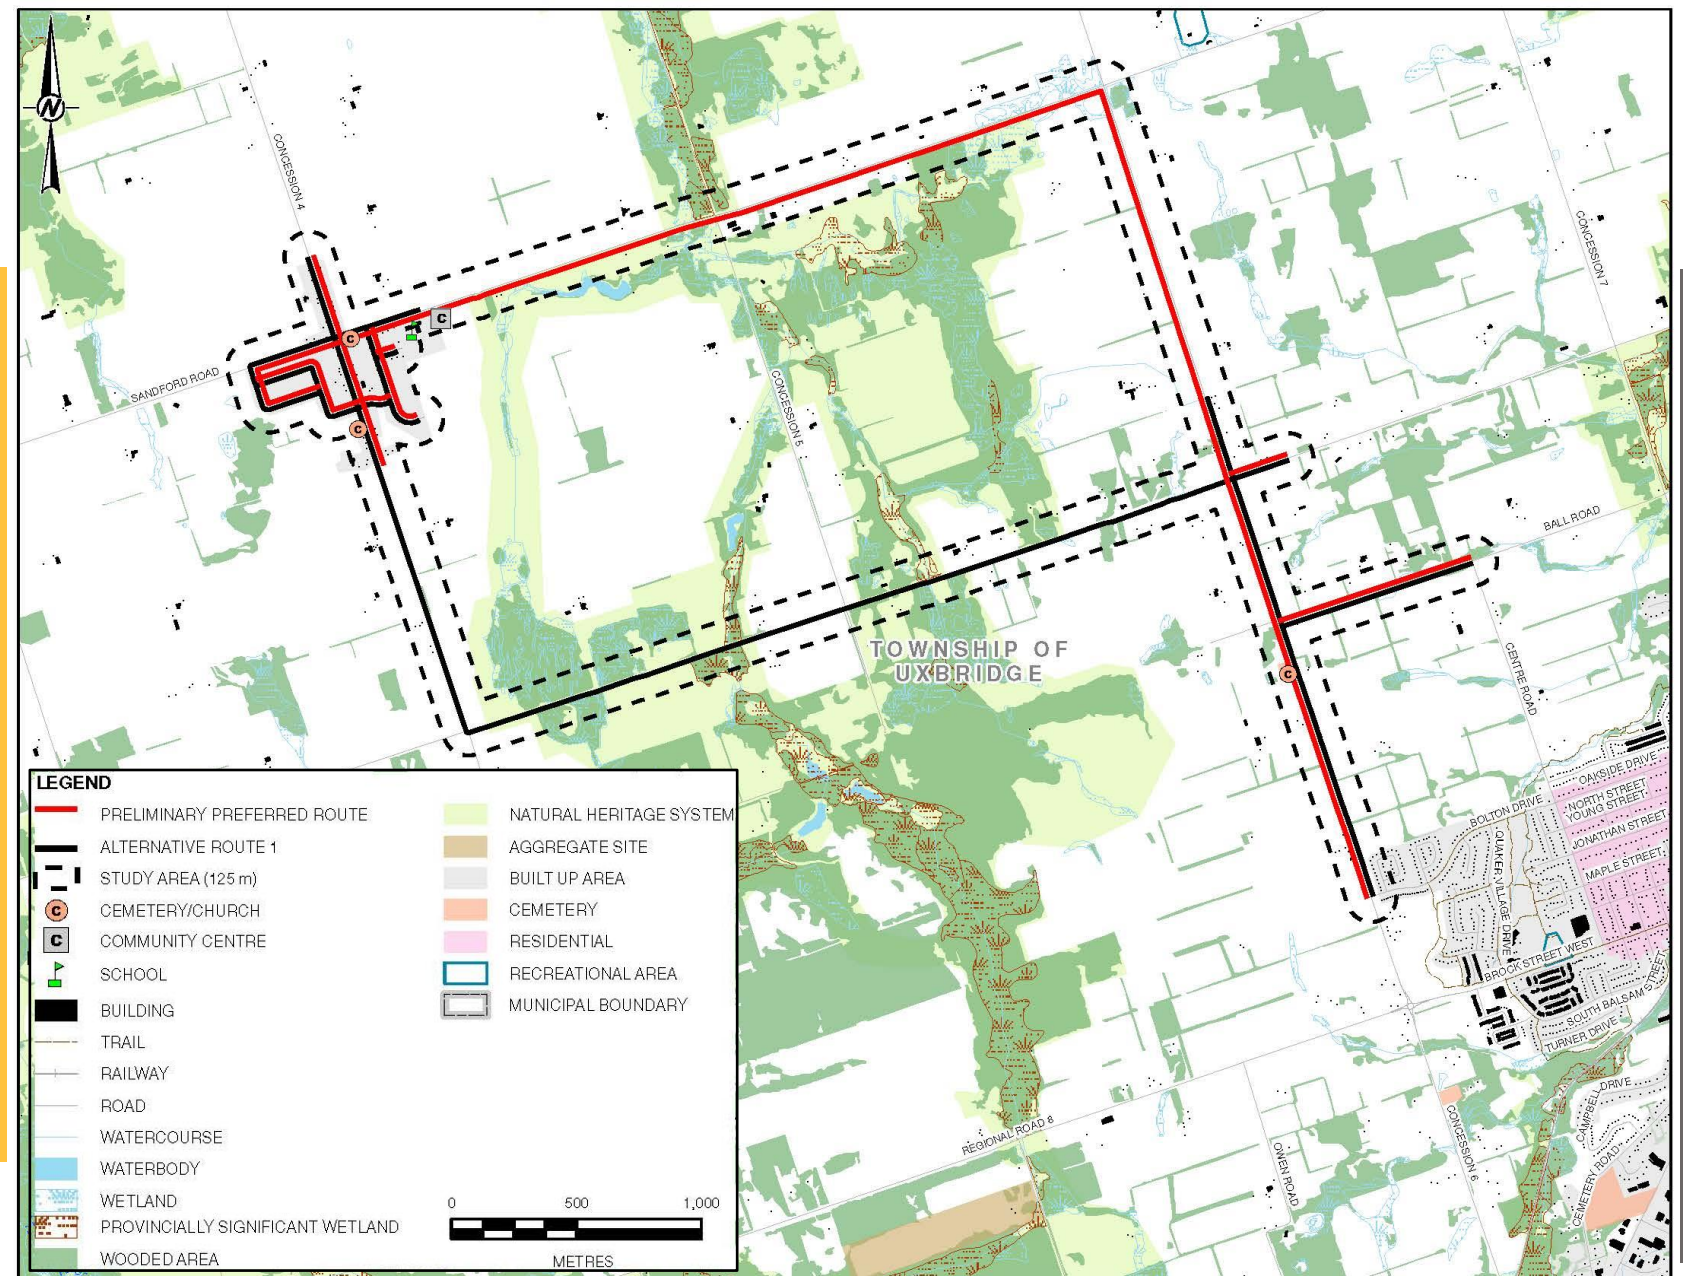 N
CONCESSION 4
CONCESSION 7
C
C
SANDFORD ROAD
C
CONCESSION 5
BALL ROAD
TOWNSHIP OF
UXBRIDGE
CENTRE ROAD
C
OAKSIDE DRIVE
NORTH STREET
YOUNG STREET
BOLTON DRIVE
JONATHAN STREET
MAPLE STREET
QUAKER VILLAGE DRIVE
BROCK STREET WEST
SOUTH BALSAM STREET
TURNER DRIVE
CAMPBELL DRIVE
REGIONAL ROAD 8
OWEN ROAD
CONCESSION 6
CEMETERY ROAD
LEGEND
PRELIMINARY PREFERRED ROUTE
ALTERNATIVE ROUTE 1
STUDY AREA (125 m)
C CEMETERY/CHURCH
C COMMUNITY CENTRE
SCHOOL
BUILDING
TRAIL
RAILWAY
ROAD
WATERCOURSE
WATERBODY
WETLAND
PROVINCIALLY SIGNIFICANT WETLAND
WOODED AREA
NATURAL HERITAGE SYSTEM
AGGREGATE SITE
BUILT UP AREA
CEMETERY
RESIDENTIAL
RECREATIONAL AREA
MUNICIPAL BOUNDARY
0 500 1,000
METRES